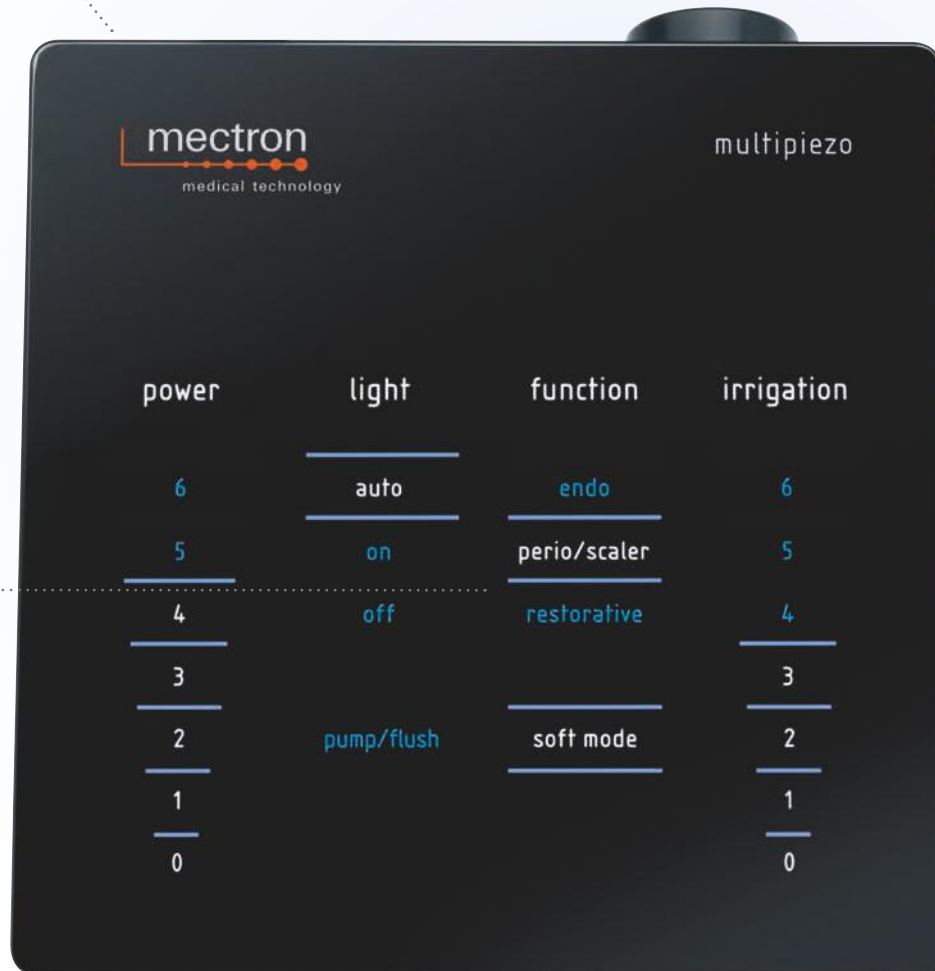 mectron
multipiezo
medical technology
power light function irrigation
6 auto endo 6
5 on perio/scaler 5
4 off restorative 4
3 3
2 pump/flush soft mode 2
1 1
0 0